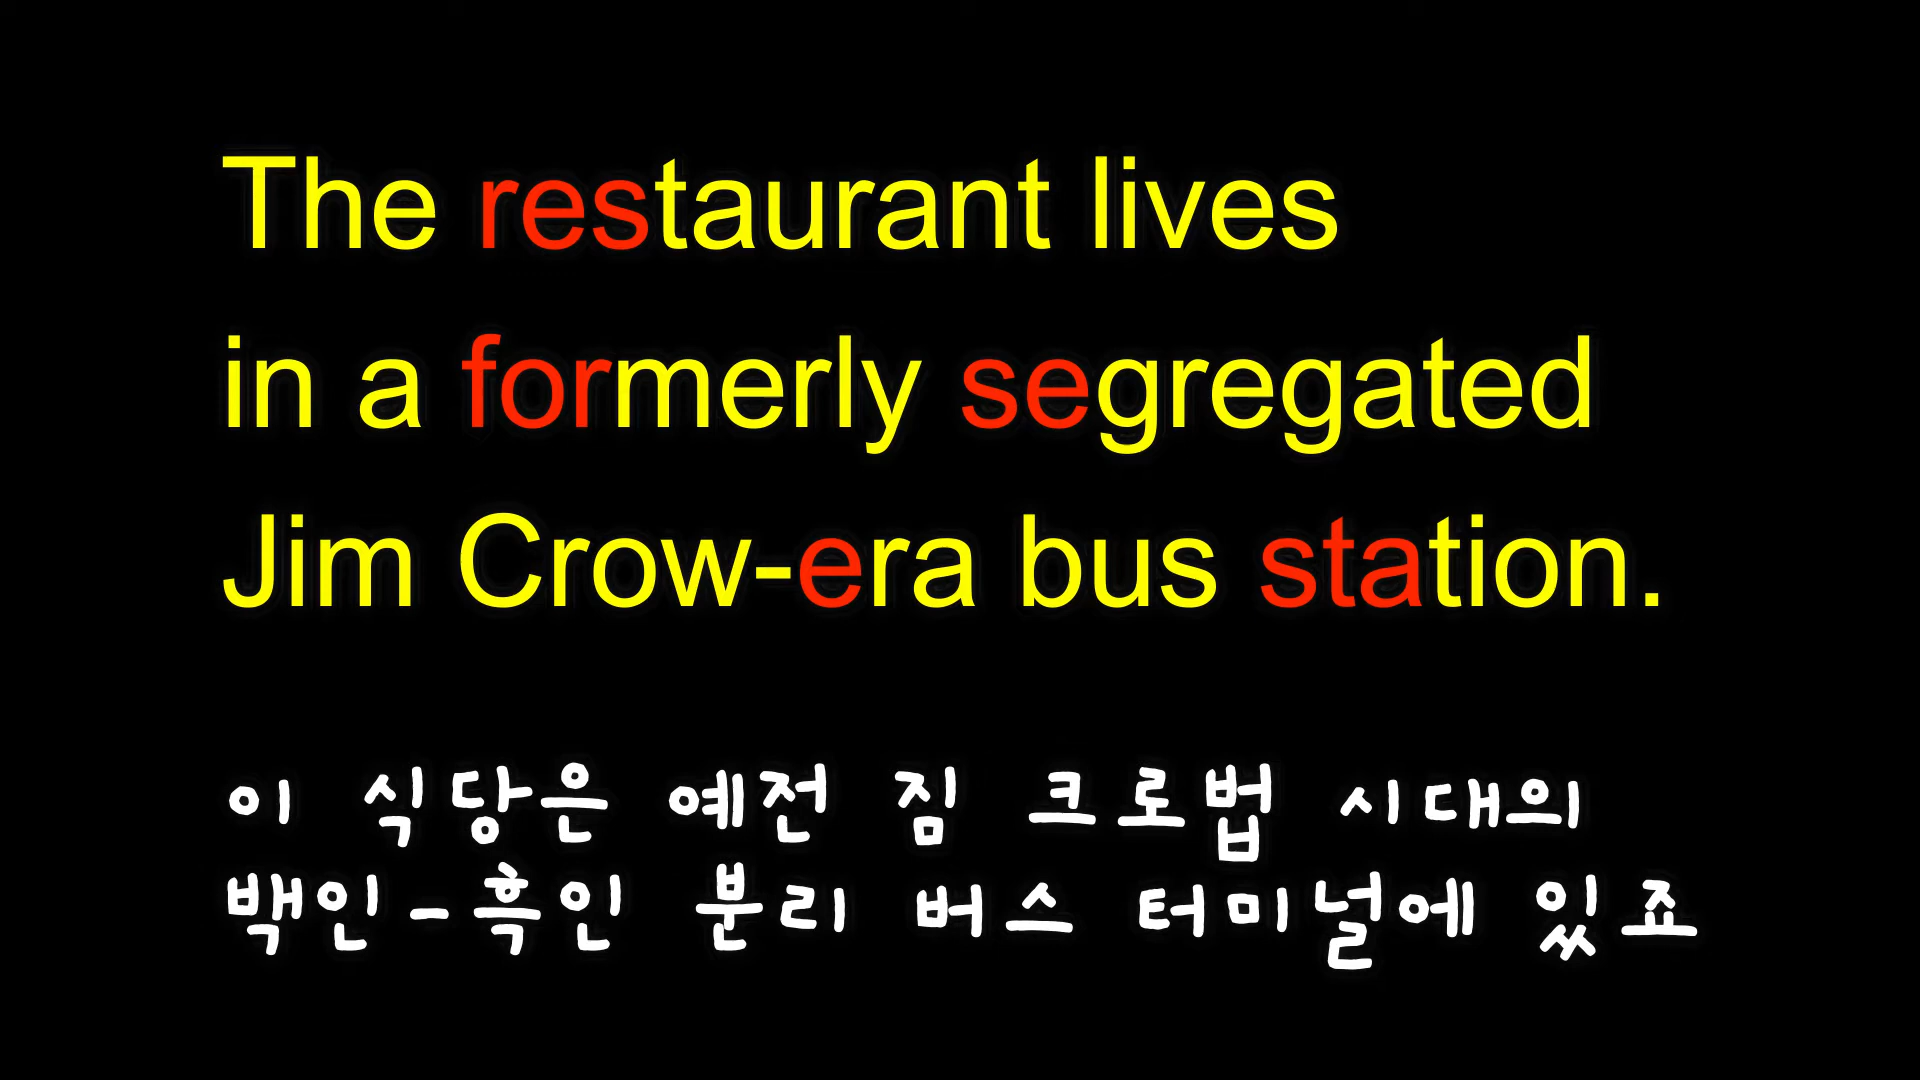 The restaurant lives
in a formerly segregated
Jim Crow-era bus station.
이 식당은 예전 짐 크로법 시대의
백인-흑인 분리 버스 터미널에 있죠